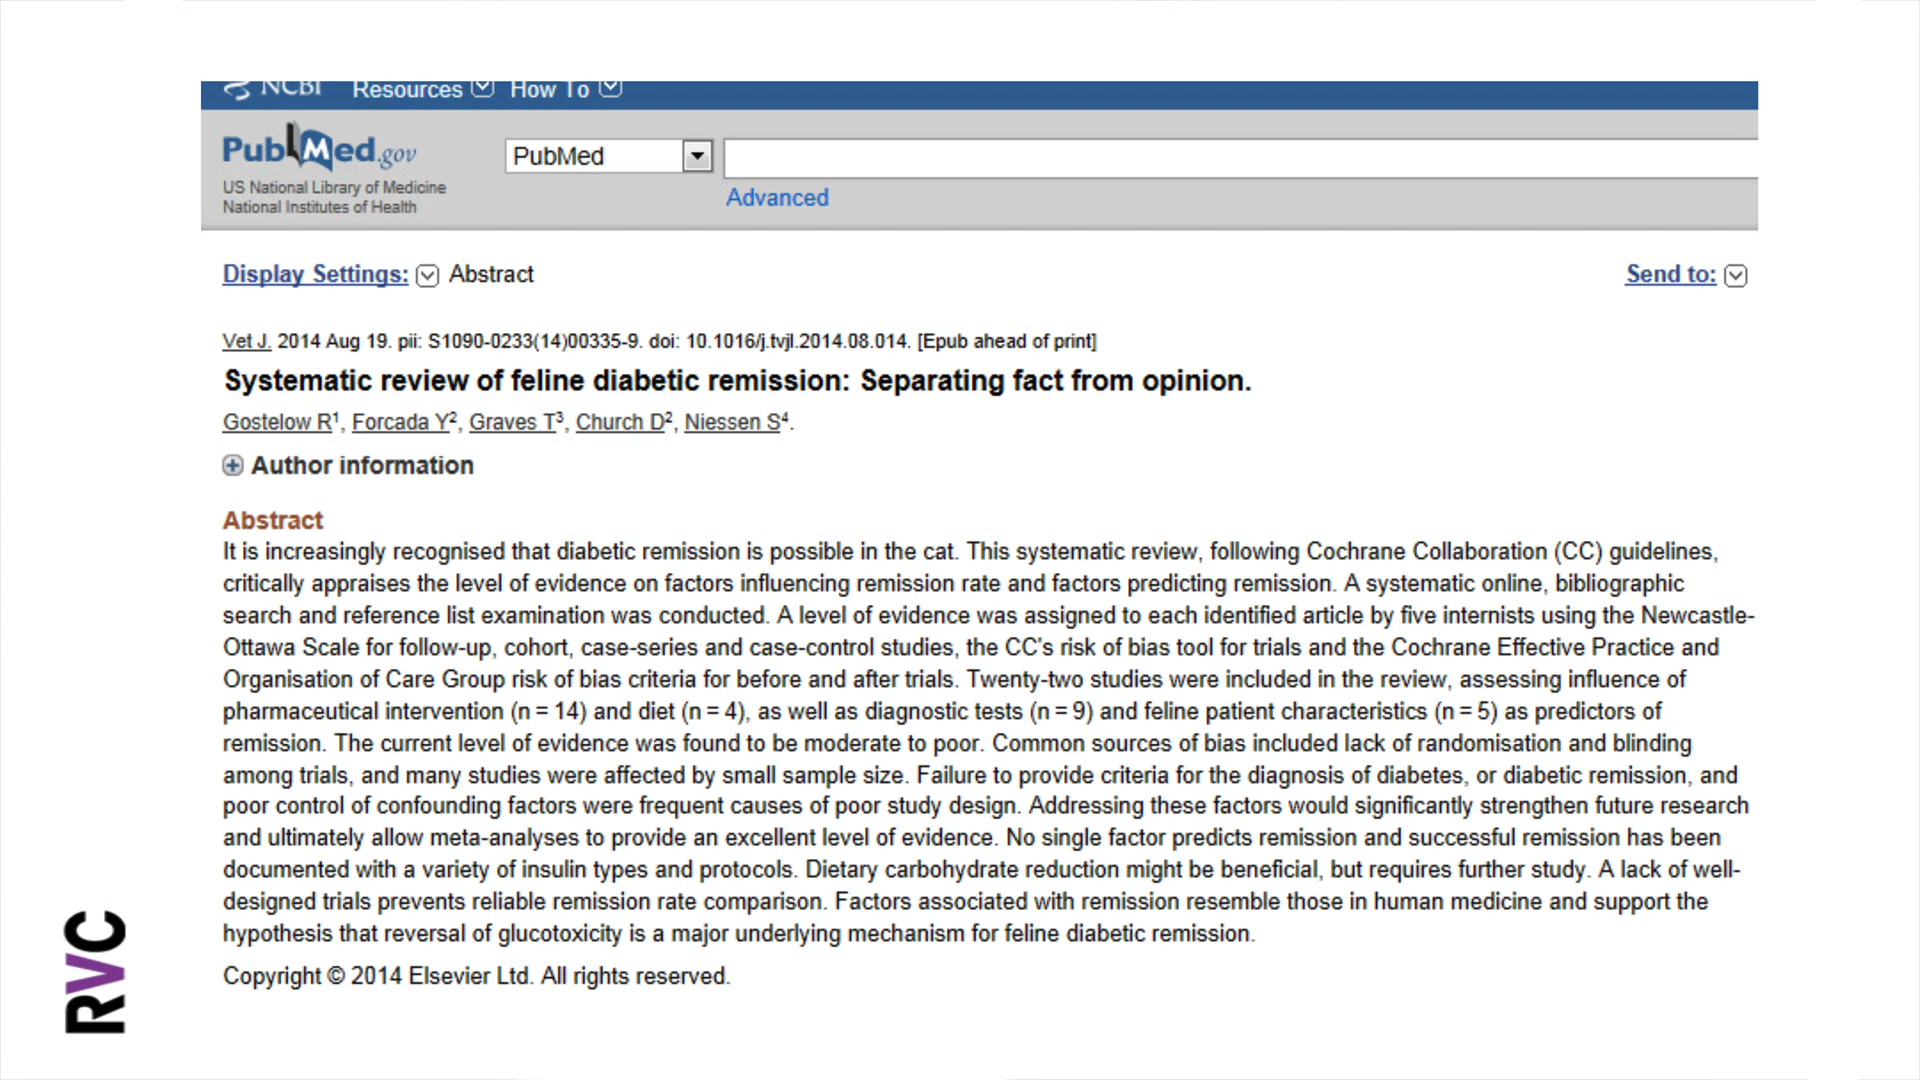 NCBI Resources How To
PubMed.gov
US National Library of Medicine
National Institutes of Health
PubMed
Advanced
Display Settings: Abstract
Send to:
Vet J. 2014 Aug 19. pii: S1090-0233(14)00335-9. doi: 10.1016/j.tvjl.2014.08.014. [Epub ahead of print]
Systematic review of feline diabetic remission: Separating fact from opinion.
Gostelow R1, Forcada Y2, Graves T3, Church D2, Niessen S4.
Author information
Abstract
It is increasingly recognised that diabetic remission is possible in the cat. This systematic review, following Cochrane Collaboration (CC) guidelines,
critically appraises the level of evidence on factors influencing remission rate and factors predicting remission. A systematic online, bibliographic
search and reference list examination was conducted. A level of evidence was assigned to each identified article by five internists using the Newcastle-
Ottawa Scale for follow-up, cohort, case-series and case-control studies, the CC's risk of bias tool for trials and the Cochrane Effective Practice and
Organisation of Care Group risk of bias criteria for before and after trials. Twenty-two studies were included in the review, assessing influence of
pharmaceutical intervention (n = 14) and diet (n = 4), as well as diagnostic tests (n = 9) and feline patient characteristics (n = 5) as predictors of
remission. The current level of evidence was found to be moderate to poor. Common sources of bias included lack of randomisation and blinding
among trials, and many studies were affected by small sample size. Failure to provide criteria for the diagnosis of diabetes, or diabetic remission, and
poor control of confounding factors were frequent causes of poor study design. Addressing these factors would significantly strengthen future research
and ultimately allow meta-analyses to provide an excellent level of evidence. No single factor predicts remission and successful remission has been
documented with a variety of insulin types and protocols. Dietary carbohydrate reduction might be beneficial, but requires further study. A lack of well-
designed trials prevents reliable remission rate comparison. Factors associated with remission resemble those in human medicine and support the
hypothesis that reversal of glucotoxicity is a major underlying mechanism for feline diabetic remission.
Copyright © 2014 Elsevier Ltd. All rights reserved.
RVC